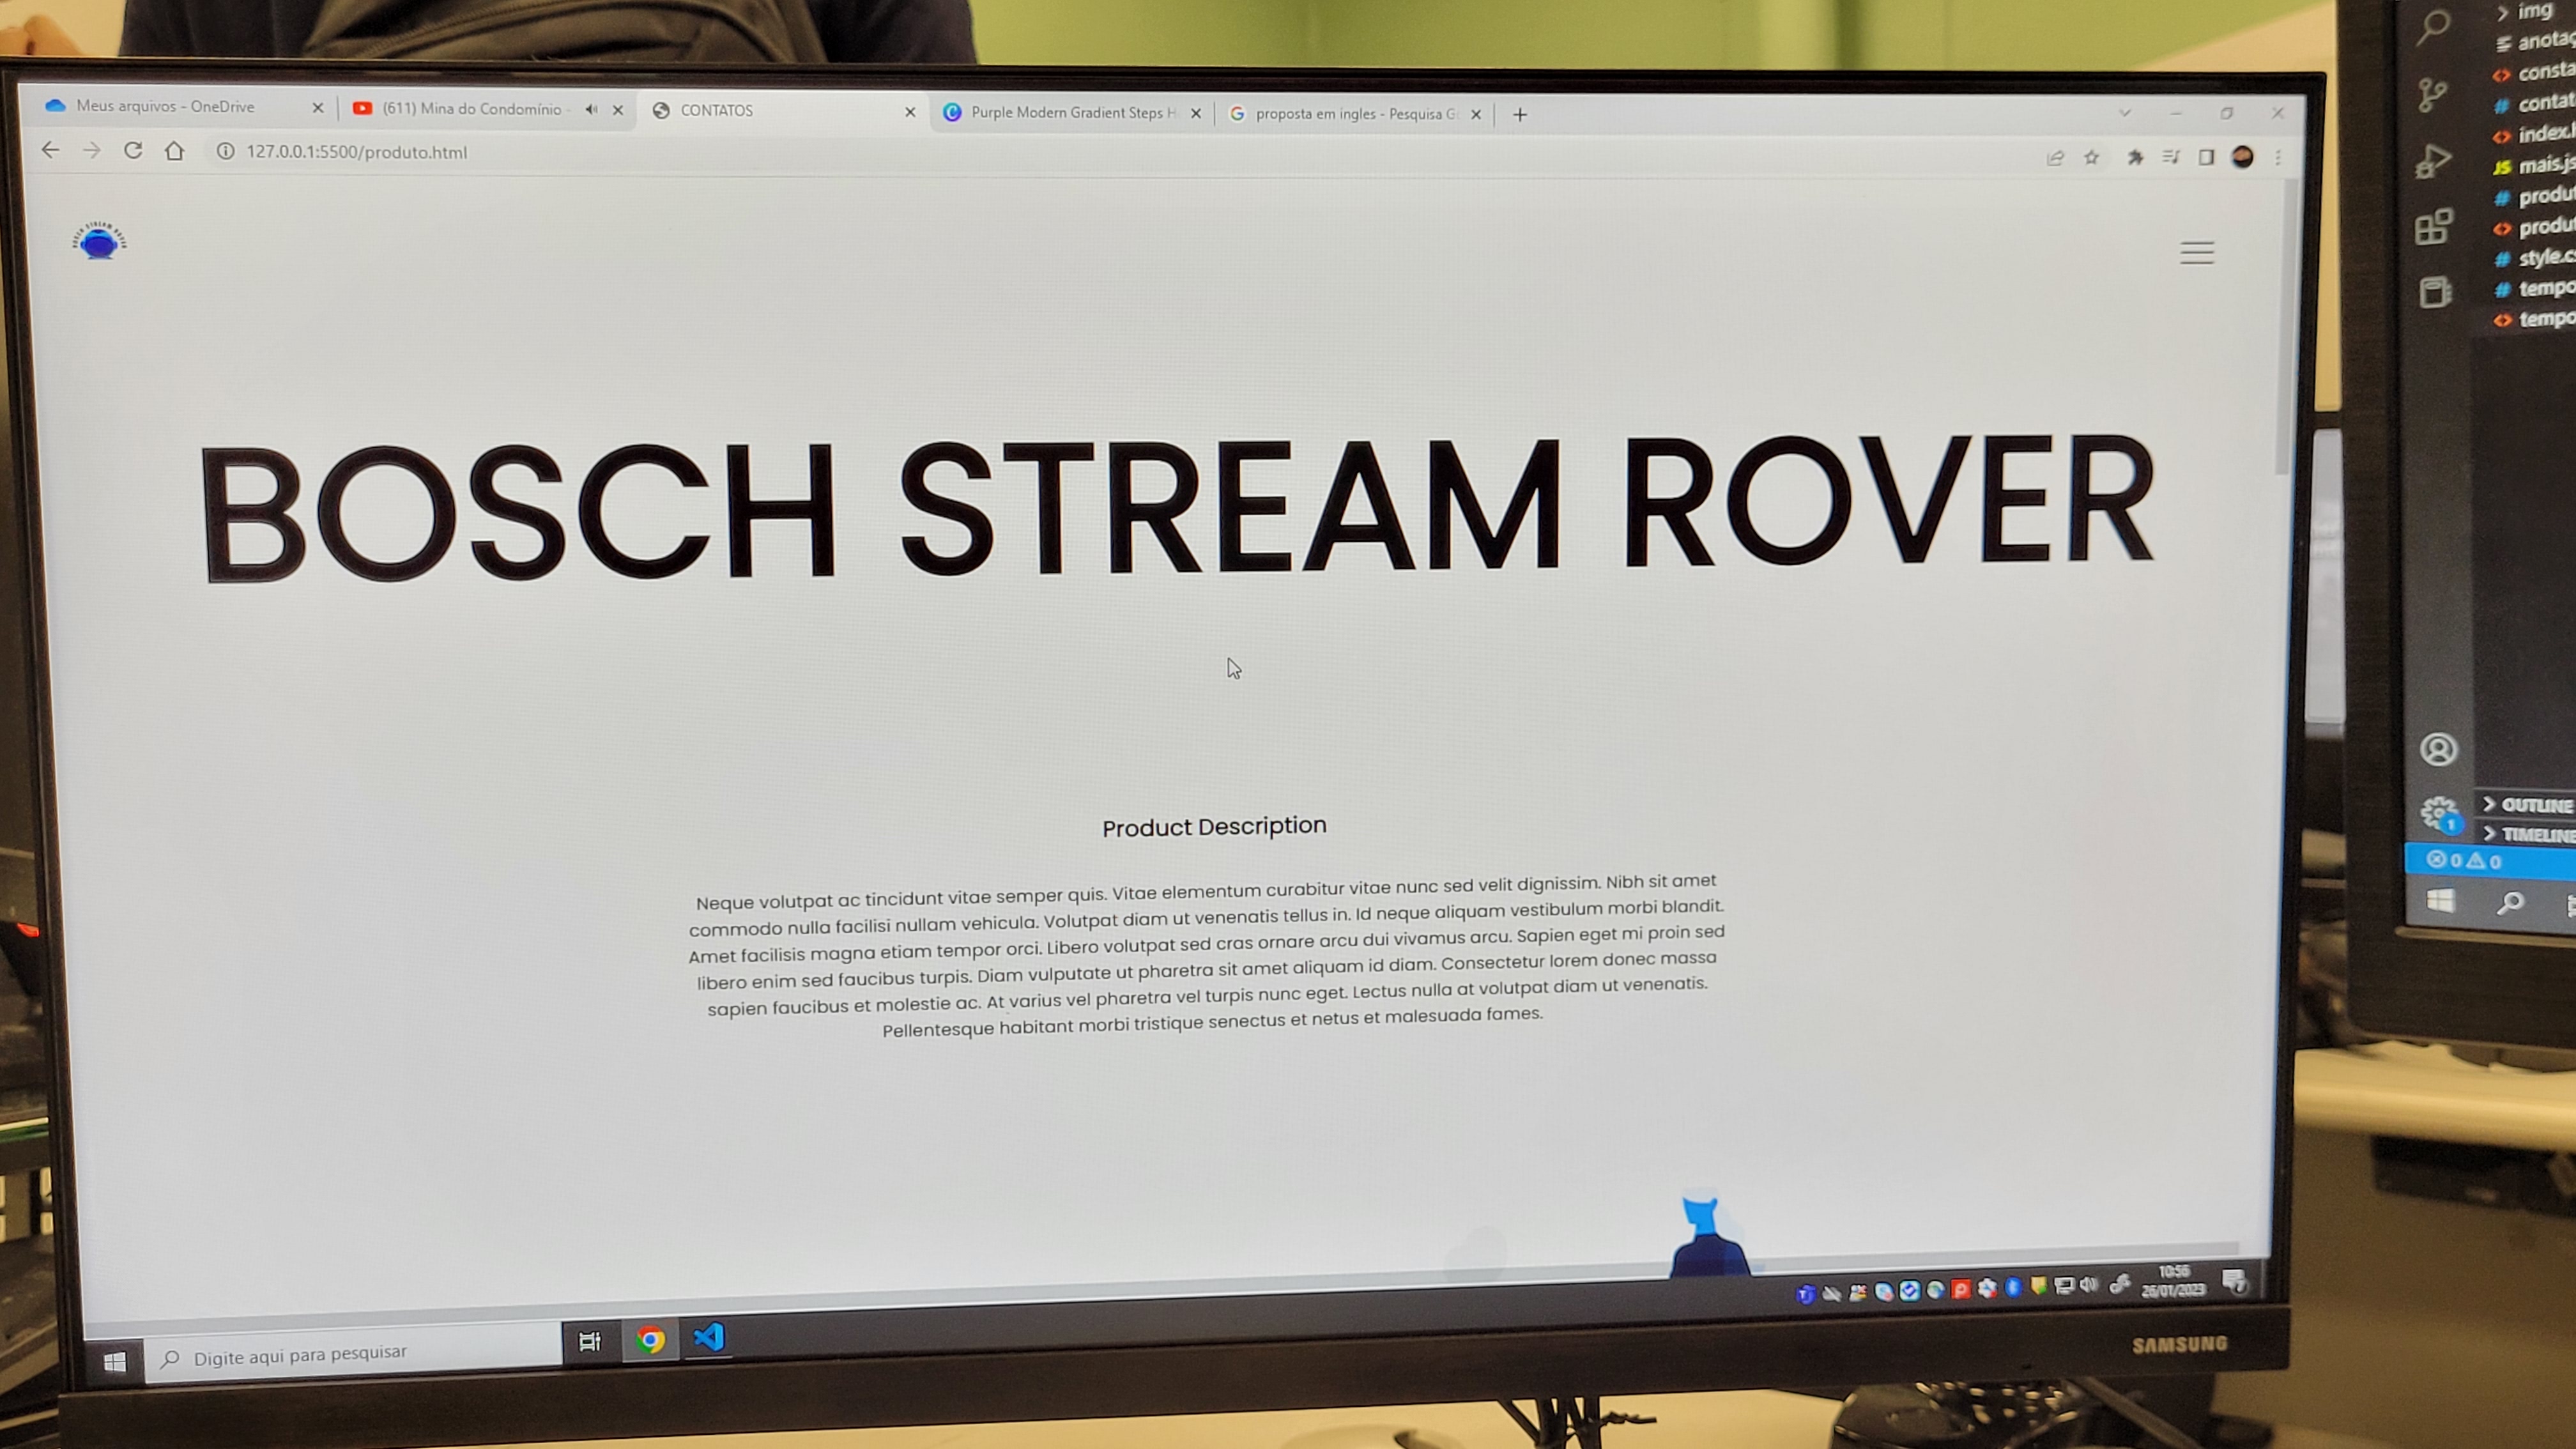 Meus arquivos - OneDrive
(611) Mina do Condomínio -
CONTATOS
Purple Modern Gradient Steps H
proposta em ingles - Pesquisa G
127.0.0.1:5500/produto.html
BOSCH STREAM ROVER
BOSCH STREAM ROVER
Product Description
Neque volutpat ac tincidunt vitae semper quis. Vitae elementum curabitur vitae nunc sed velit dignissim. Nibh sit amet
commodo nulla facilisi nullam vehicula. Volutpat diam ut venenatis tellus in. Id neque aliquam vestibulum morbi blandit.
Amet facilisis magna etiam tempor orci. Libero volutpat sed cras ornare arcu dui vivamus arcu. Sapien eget mi proin sed
libero enim sed faucibus turpis. Diam vulputate ut pharetra sit amet aliquam id diam. Consectetur lorem donec massa
sapien faucibus et molestie ac. At varius vel pharetra vel turpis nunc eget. Lectus nulla at volutpat diam ut venenatis.
Pellentesque habitant morbi tristique senectus et netus et malesuada fames.
Digite aqui para pesquisar
10:56
26/01/2023
SAMSUNG
img
anotaç
consta
contat
index.l
JS mais.js
produt
produt
style.c
tempo
tempo
OUTLINE
TIMELINE
1
0 0